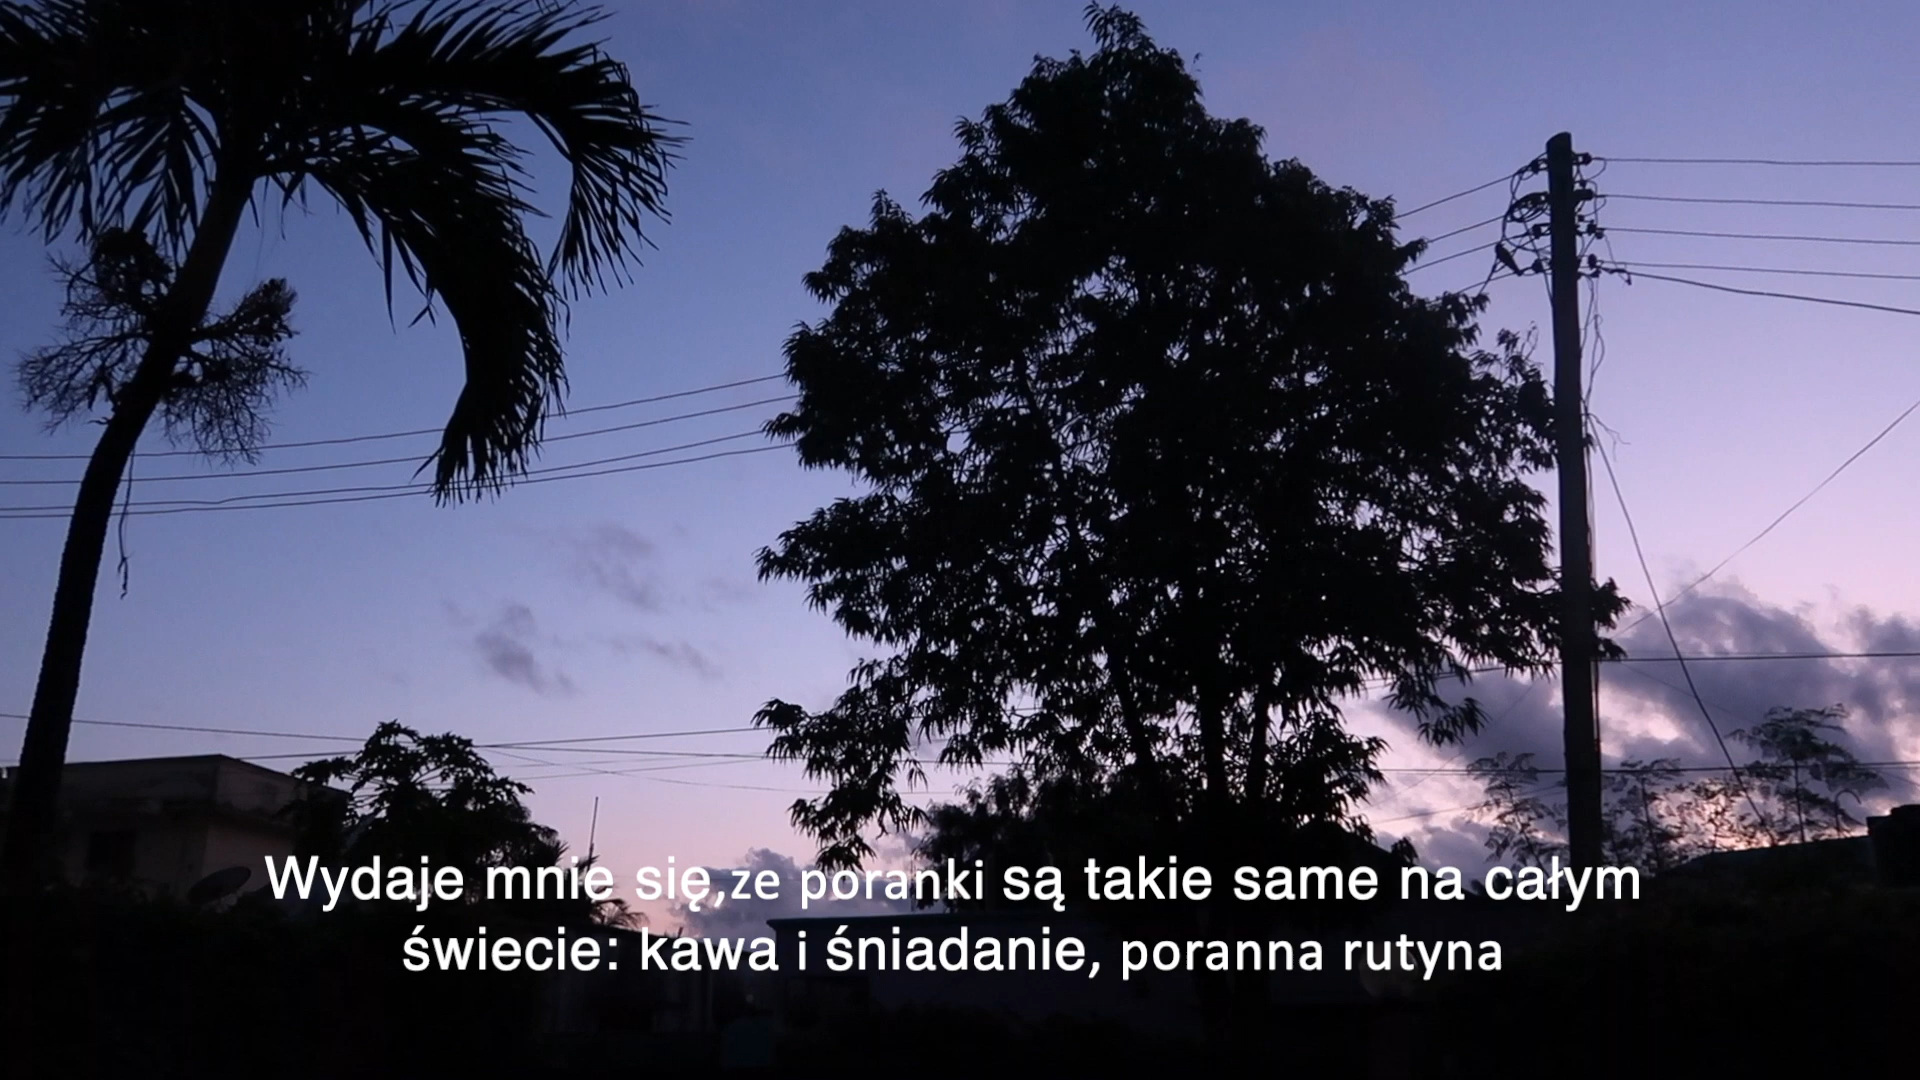 Wydaje mnie się,ze poranki są takie same na całym
świecie: kawa i śniadanie, poranna rutyna